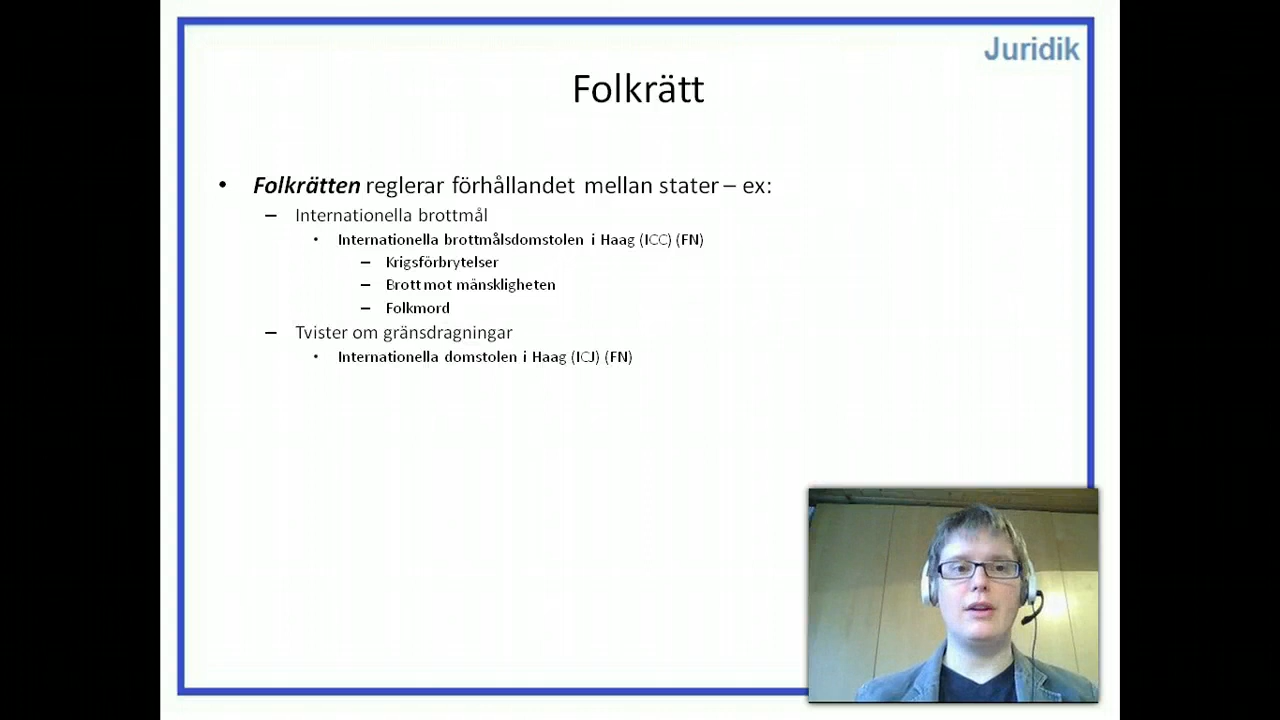 Juridik
Folkrätt
• Folkrätten reglerar förhållandet mellan stater – ex:
– Internationella brottmål
• Internationella brottmålsdomstolen i Haag (ICC) (FN)
– Krigsförbrytelser
– Brott mot mänskligheten
– Folkmord
– Tvister om gränsdragningar
• Internationella domstolen i Haag (ICJ) (FN)